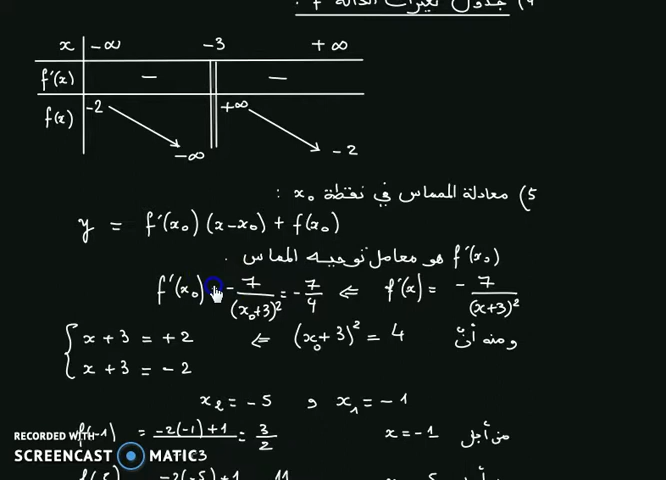 4) جدول تغيرات الدالة f :
x | -∞   -3   +∞
f'(x) | −   || −
f(x) | -2   -∞ || +∞   -2
5) معادلة المماس في نقطة x₀ :
y = f'(x₀)(x-x₀) + f(x₀)
f'(x₀) هو معامل توجيه المماس .
f'(x₀) = -7/(x₀+3)² = -7/4 ⇐ f'(x) = -7/(x+3)²
ومنه أنّ (x₀+3)² = 4 ⇐ { x+3 = +2
x+3 = -2
x₂ = -5 و x₁ = -1
من أجل x = -1   f(-1) = (-2(-1)+1)/ = 3/2
RECORDED WITH
SCREENCAST MATIC